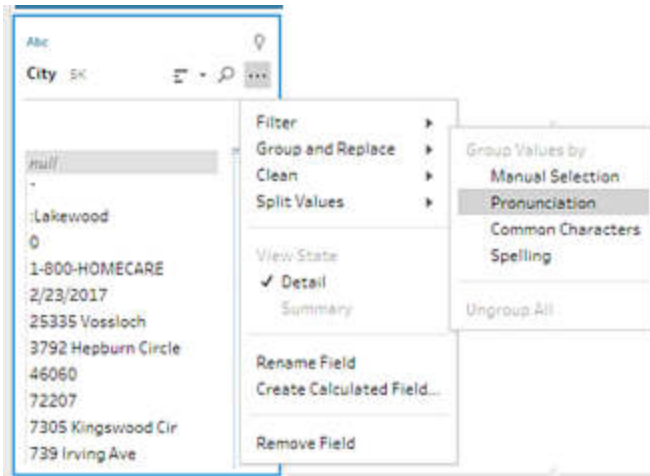 Abc
City 5K
null
-
:Lakewood
0
1-800-HOMECARE
2/23/2017
25335 Vossloch
3792 Hepburn Circle
46060
72207
7305 Kingswood Cir
739 Irving Ave
Filter
Group and Replace
Clean
Split Values
View State
✓ Detail
Summary
Rename Field
Create Calculated Field...
Remove Field
Group Values by
Manual Selection
Pronunciation
Common Characters
Spelling
Ungroup All